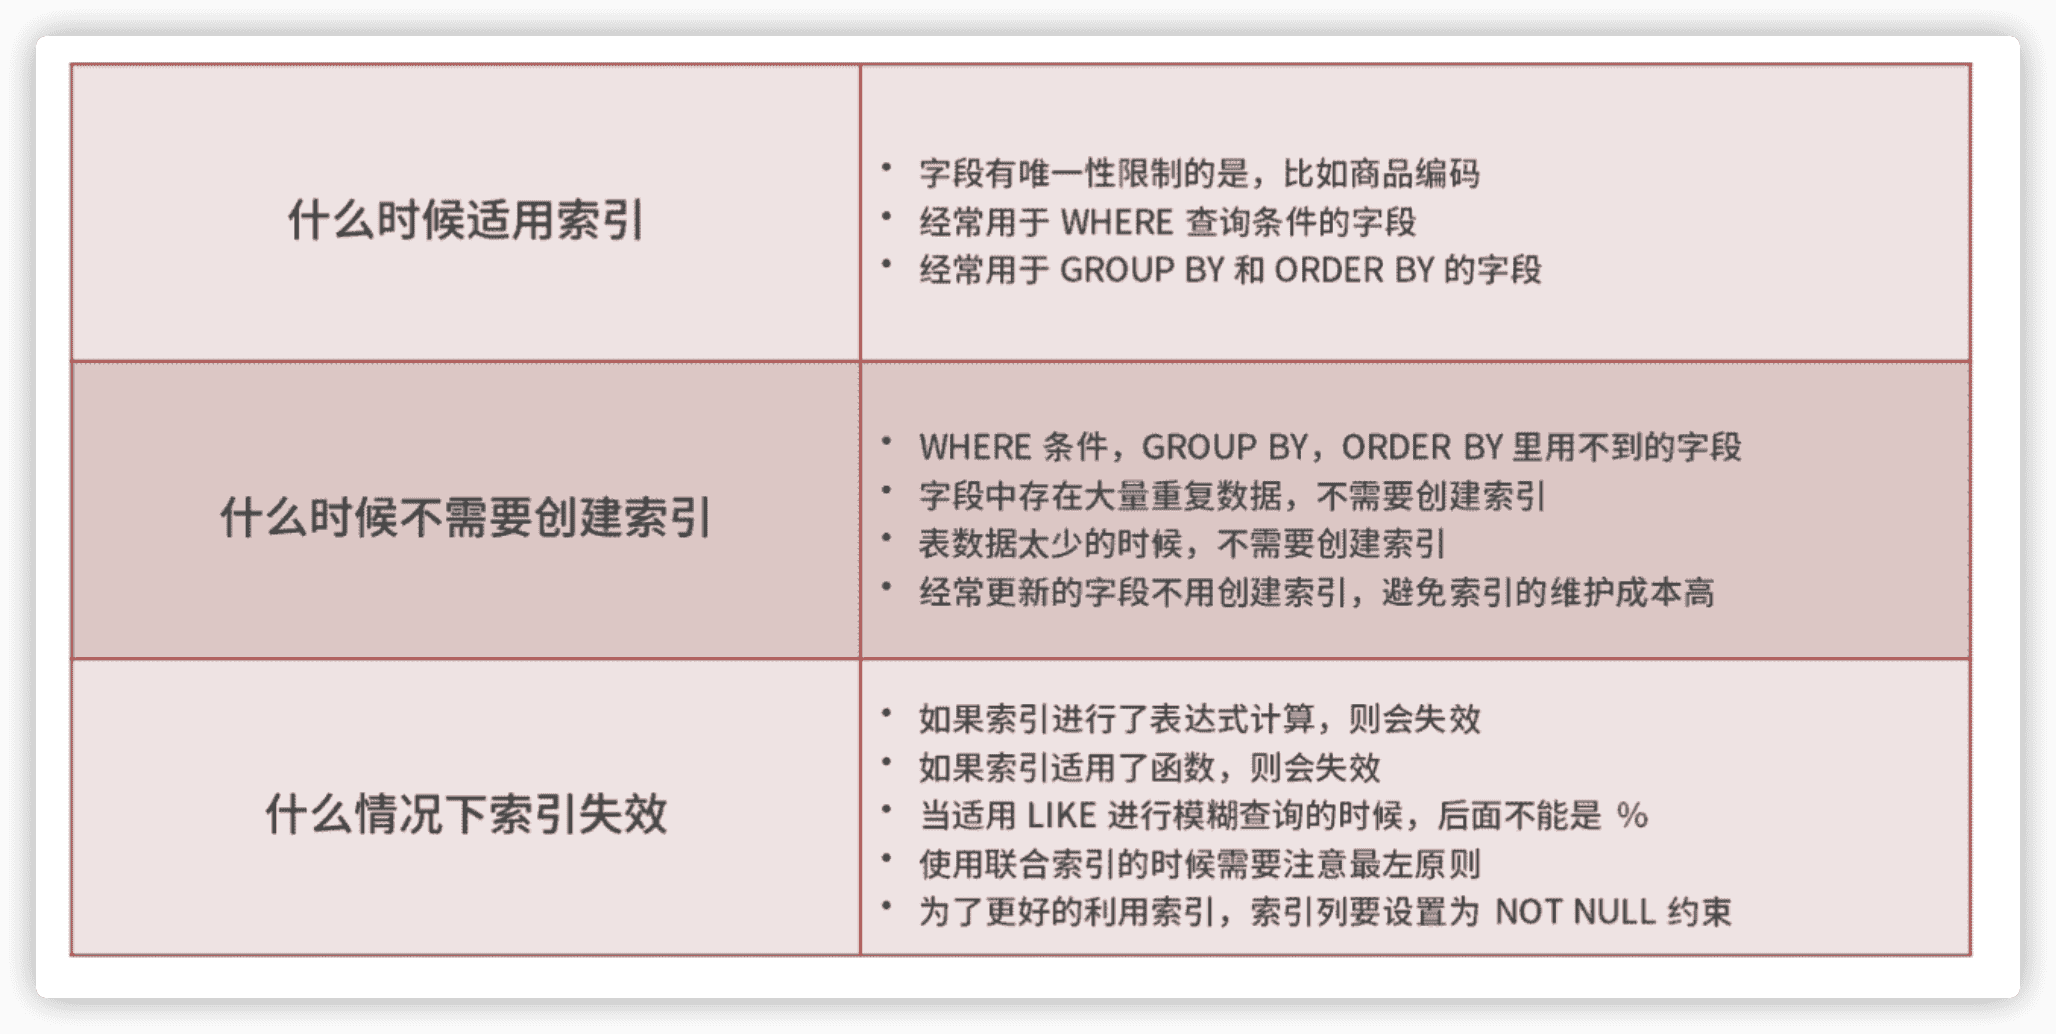 什么时候适用索引
• 字段有唯一性限制的是，比如商品编码
• 经常用于 WHERE 查询条件的字段
• 经常用于 GROUP BY 和 ORDER BY 的字段
什么时候不需要创建索引
• WHERE 条件，GROUP BY，ORDER BY 里用不到的字段
• 字段中存在大量重复数据，不需要创建索引
• 表数据太少的时候，不需要创建索引
• 经常更新的字段不用创建索引，避免索引的维护成本高
什么情况下索引失效
• 如果索引进行了表达式计算，则会失效
• 如果索引适用了函数，则会失效
• 当适用 LIKE 进行模糊查询的时候，后面不能是 %
• 使用联合索引的时候需要注意最左原则
• 为了更好的利用索引，索引列要设置为 NOT NULL 约束